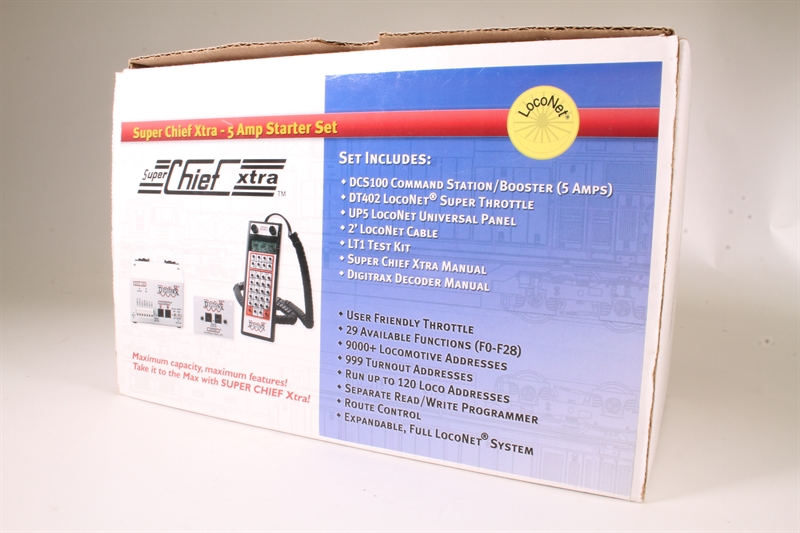 LocoNet®
Super Chief Xtra - 5 Amp Starter Set
Super Chief xtra ™
SET INCLUDES:
• DCS100 COMMAND STATION/BOOSTER (5 AMPS)
• DT402 LOCONET® SUPER THROTTLE
• UP5 LOCONET UNIVERSAL PANEL
• 2' LOCONET CABLE
• LT1 TEST KIT
• SUPER CHIEF XTRA MANUAL
• DIGITRAX DECODER MANUAL
• USER FRIENDLY THROTTLE
• 29 AVAILABLE FUNCTIONS (F0-F28)
• 9000+ LOCOMOTIVE ADDRESSES
• 999 TURNOUT ADDRESSES
• RUN UP TO 120 LOCO ADDRESSES
• SEPARATE READ/WRITE PROGRAMMER
• ROUTE CONTROL
• EXPANDABLE, FULL LOCONET® SYSTEM
Maximum capacity, maximum features!
Take it to the Max with SUPER CHIEF Xtra!